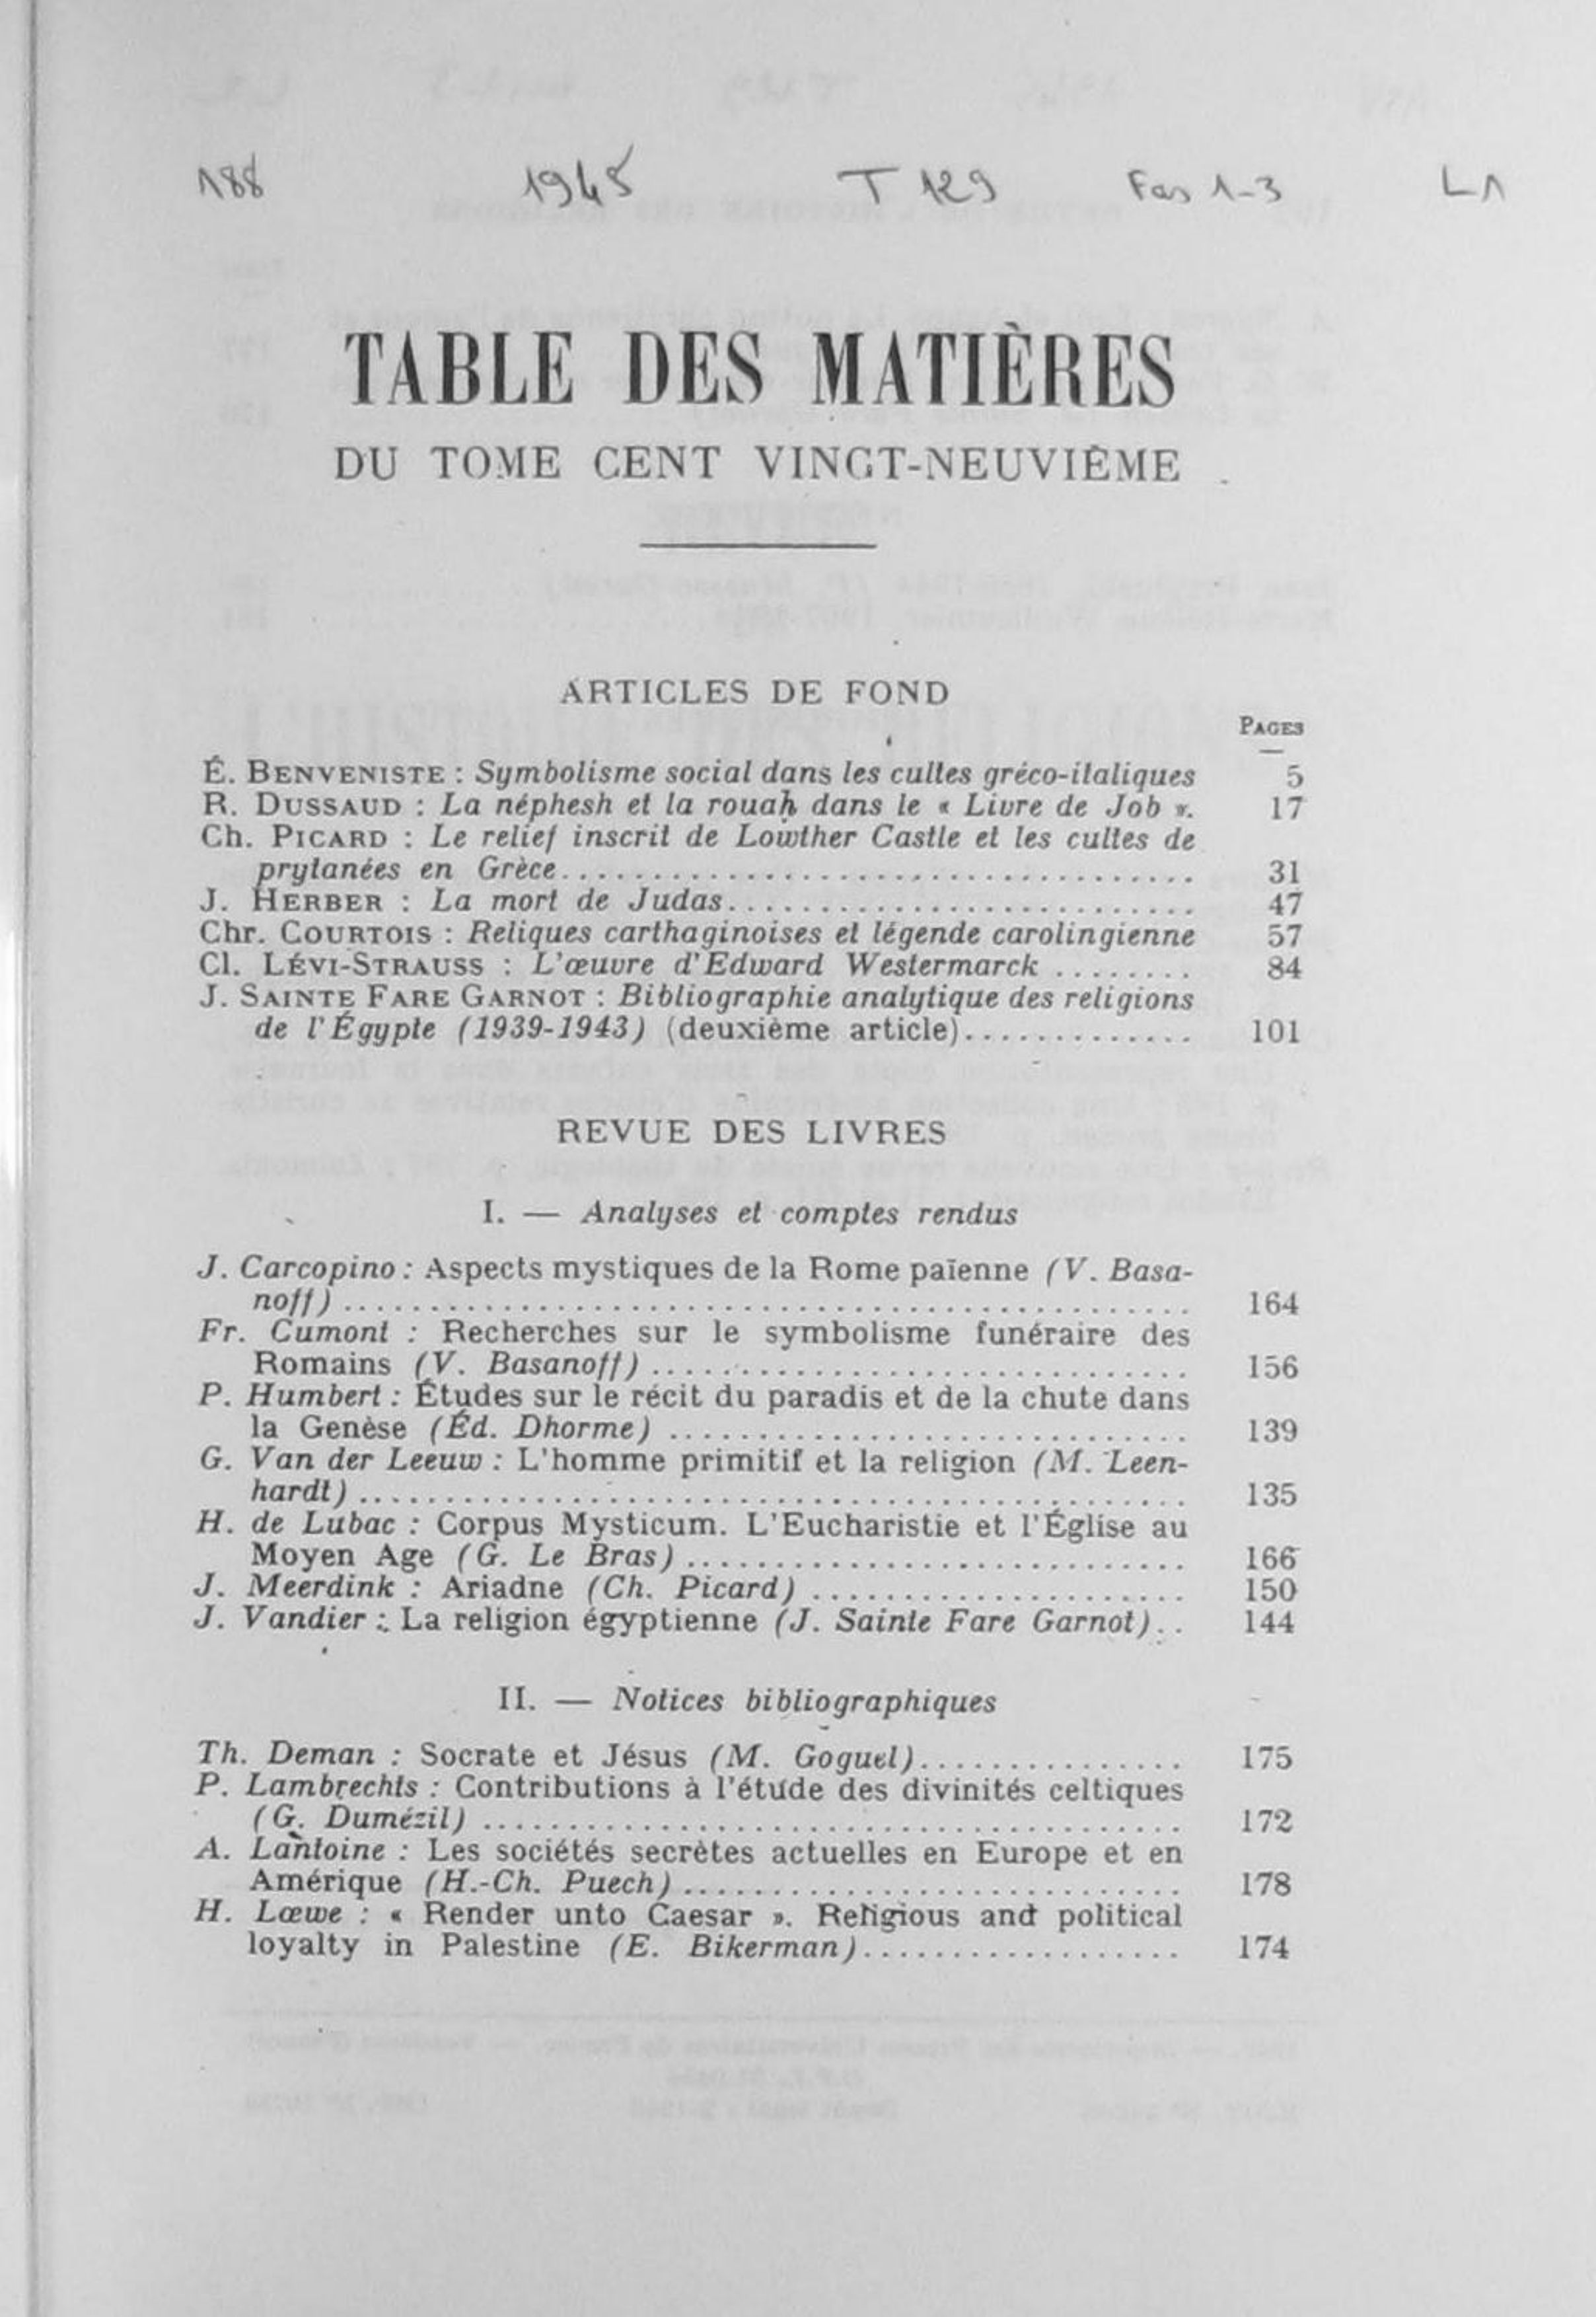 188 1945 T 129 Fas 1-3 L1
TABLE DES MATIÈRES
DU TOME CENT VINGT-NEUVIÈME
ARTICLES DE FOND
PAGES
É. BENVENISTE : Symbolisme social dans les cultes gréco-italiques 5
R. DUSSAUD : La néphesh et la rouaḥ dans le « Livre de Job ». 17
Ch. PICARD : Le relief inscrit de Lowther Castle et les cultes de
prytanées en Grèce........................................ 31
J. HERBER : La mort de Judas.............................. 47
Chr. COURTOIS : Reliques carthaginoises et légende carolingienne 57
Cl. LÉVI-STRAUSS : L'œuvre d'Edward Westermarck ........ 84
J. SAINTE FARE GARNOT : Bibliographie analytique des religions
de l'Égypte (1939-1943) (deuxième article).............. 101
REVUE DES LIVRES
I. — Analyses et comptes rendus
J. Carcopino : Aspects mystiques de la Rome païenne (V. Basa-
noff) .................................................. 164
Fr. Cumont : Recherches sur le symbolisme funéraire des
Romains (V. Basanoff) ................................ 156
P. Humbert : Études sur le récit du paradis et de la chute dans
la Genèse (Éd. Dhorme) .............................. 139
G. Van der Leeuw : L'homme primitif et la religion (M. Leen-
hardt) ................................................ 135
H. de Lubac : Corpus Mysticum. L'Eucharistie et l'Église au
Moyen Age (G. Le Bras) .............................. 166
J. Meerdink : Ariadne (Ch. Picard) ...................... 150
J. Vandier : La religion égyptienne (J. Sainte Fare Garnot).. 144
II. — Notices bibliographiques
Th. Deman : Socrate et Jésus (M. Goguel)................ 175
P. Lambrechts : Contributions à l'étude des divinités celtiques
(G. Dumézil) .......................................... 172
A. Lantoine : Les sociétés secrètes actuelles en Europe et en
Amérique (H.-Ch. Puech) .............................. 178
H. Lœwe : « Render unto Caesar ». Religious and political
loyalty in Palestine (E. Bikerman).................... 174